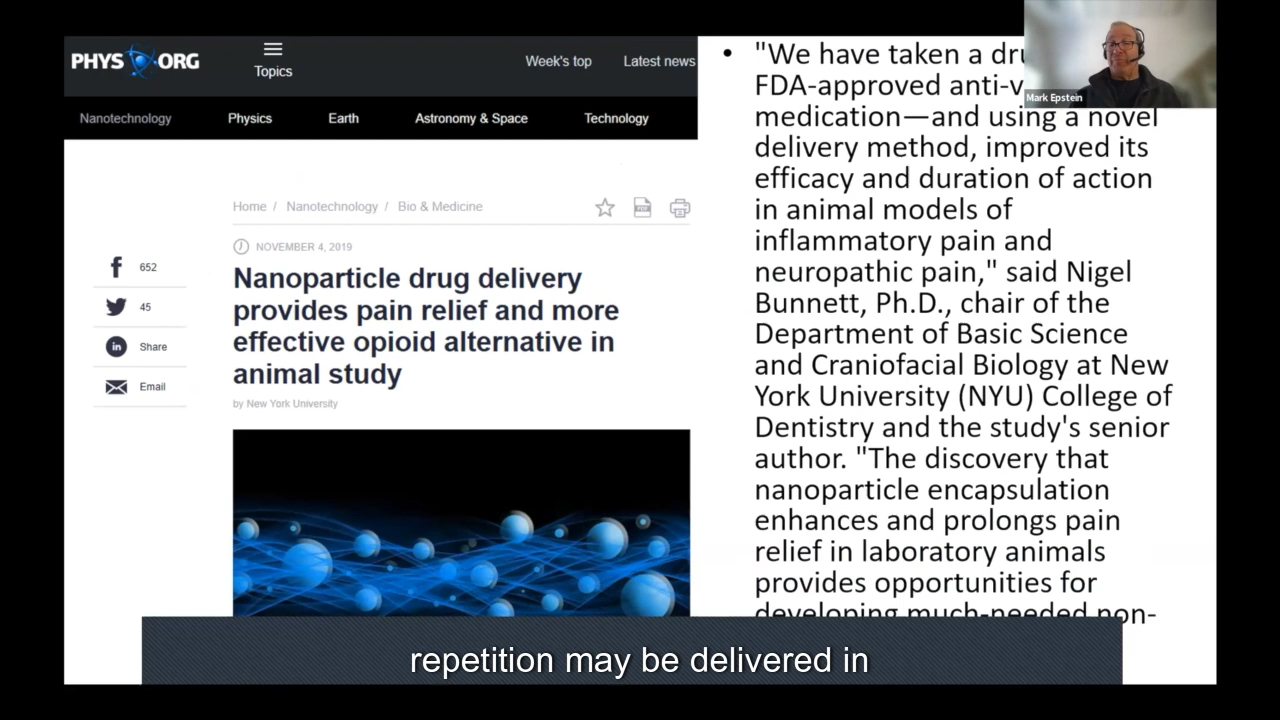 PHYS ORG
Topics
Week's top
Latest news
Nanotechnology
Physics
Earth
Astronomy & Space
Technology
Home / Nanotechnology / Bio & Medicine
PDF
NOVEMBER 4, 2019
Nanoparticle drug delivery
provides pain relief and more
effective opioid alternative in
animal study
by New York University
f 652
45
in Share
Email
• "We have taken a
FDA-approved
medication—and using a novel
delivery method, improved its
efficacy and duration of action
in animal models of
inflammatory pain and
neuropathic pain," said Nigel
Bunnett, Ph.D., chair of the
Department of Basic Science
and Craniofacial Biology at New
York University (NYU) College of
Dentistry and the study's senior
author. "The discovery that
nanoparticle encapsulation
enhances and prolongs pain
relief in laboratory animals
provides opportunities for
developing much-needed non-
Mark Epstein
repetition may be delivered in